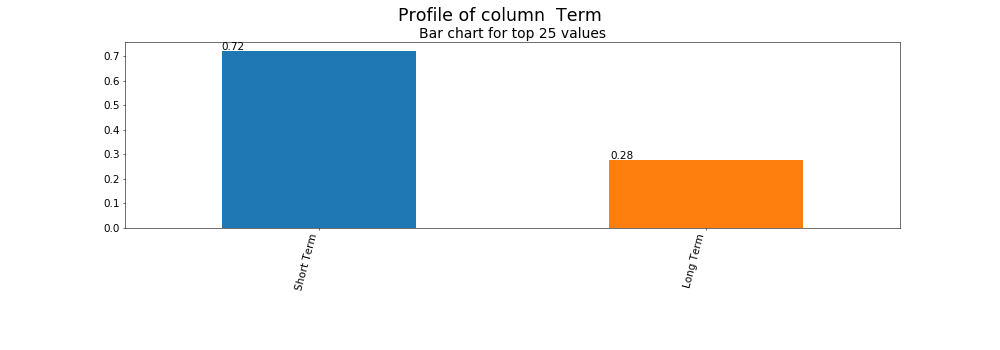 Profile of column  Term
Bar chart for top 25 values
0.72
0.28
0.7
0.6
0.5
0.4
0.3
0.2
0.1
0.0
Short Term
Long Term